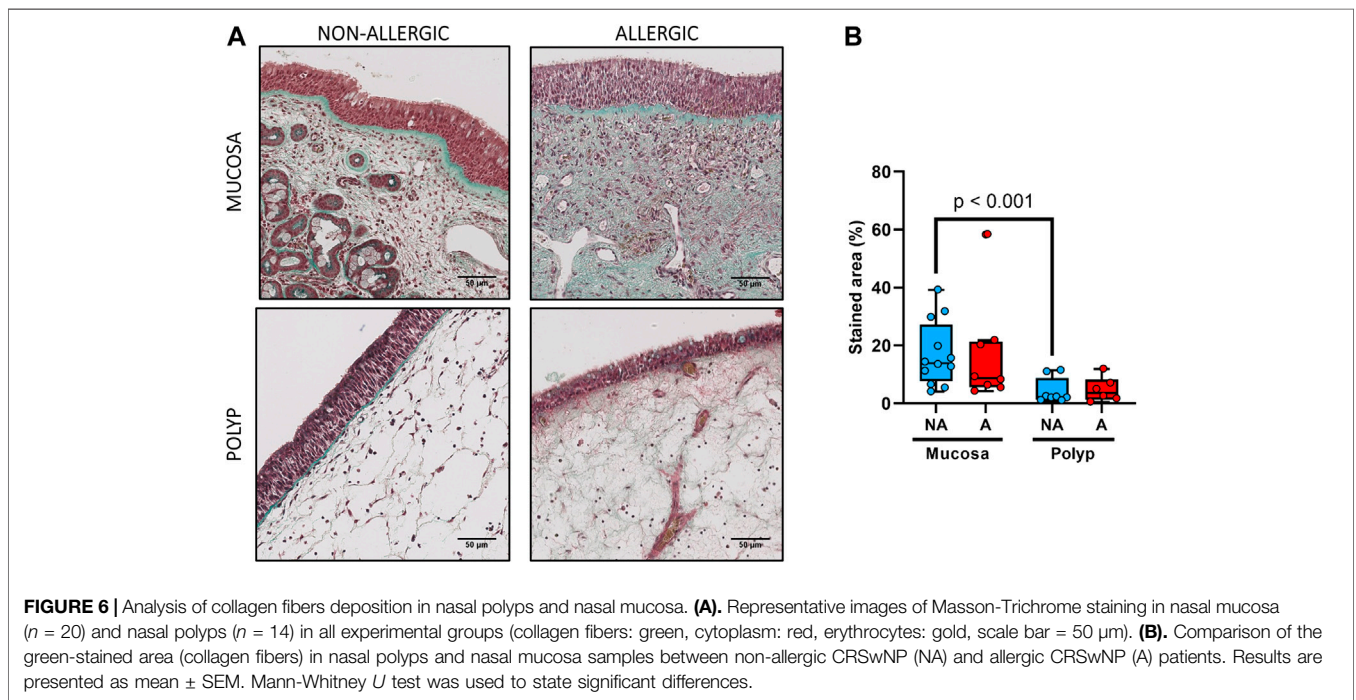 A
NON-ALLERGIC
ALLERGIC
MUCOSA
50 µm
50 µm
POLYP
50 µm
50 µm
B
80
60
40
20
0
Stained area (%)
p < 0.001
NA
A
NA
A
Mucosa
Polyp
FIGURE 6 | Analysis of collagen fibers deposition in nasal polyps and nasal mucosa. (A). Representative images of Masson-Trichrome staining in nasal mucosa
(n = 20) and nasal polyps (n = 14) in all experimental groups (collagen fibers: green, cytoplasm: red, erythrocytes: gold, scale bar = 50 µm). (B). Comparison of the
green-stained area (collagen fibers) in nasal polyps and nasal mucosa samples between non-allergic CRSwNP (NA) and allergic CRSwNP (A) patients. Results are
presented as mean ± SEM. Mann-Whitney U test was used to state significant differences.